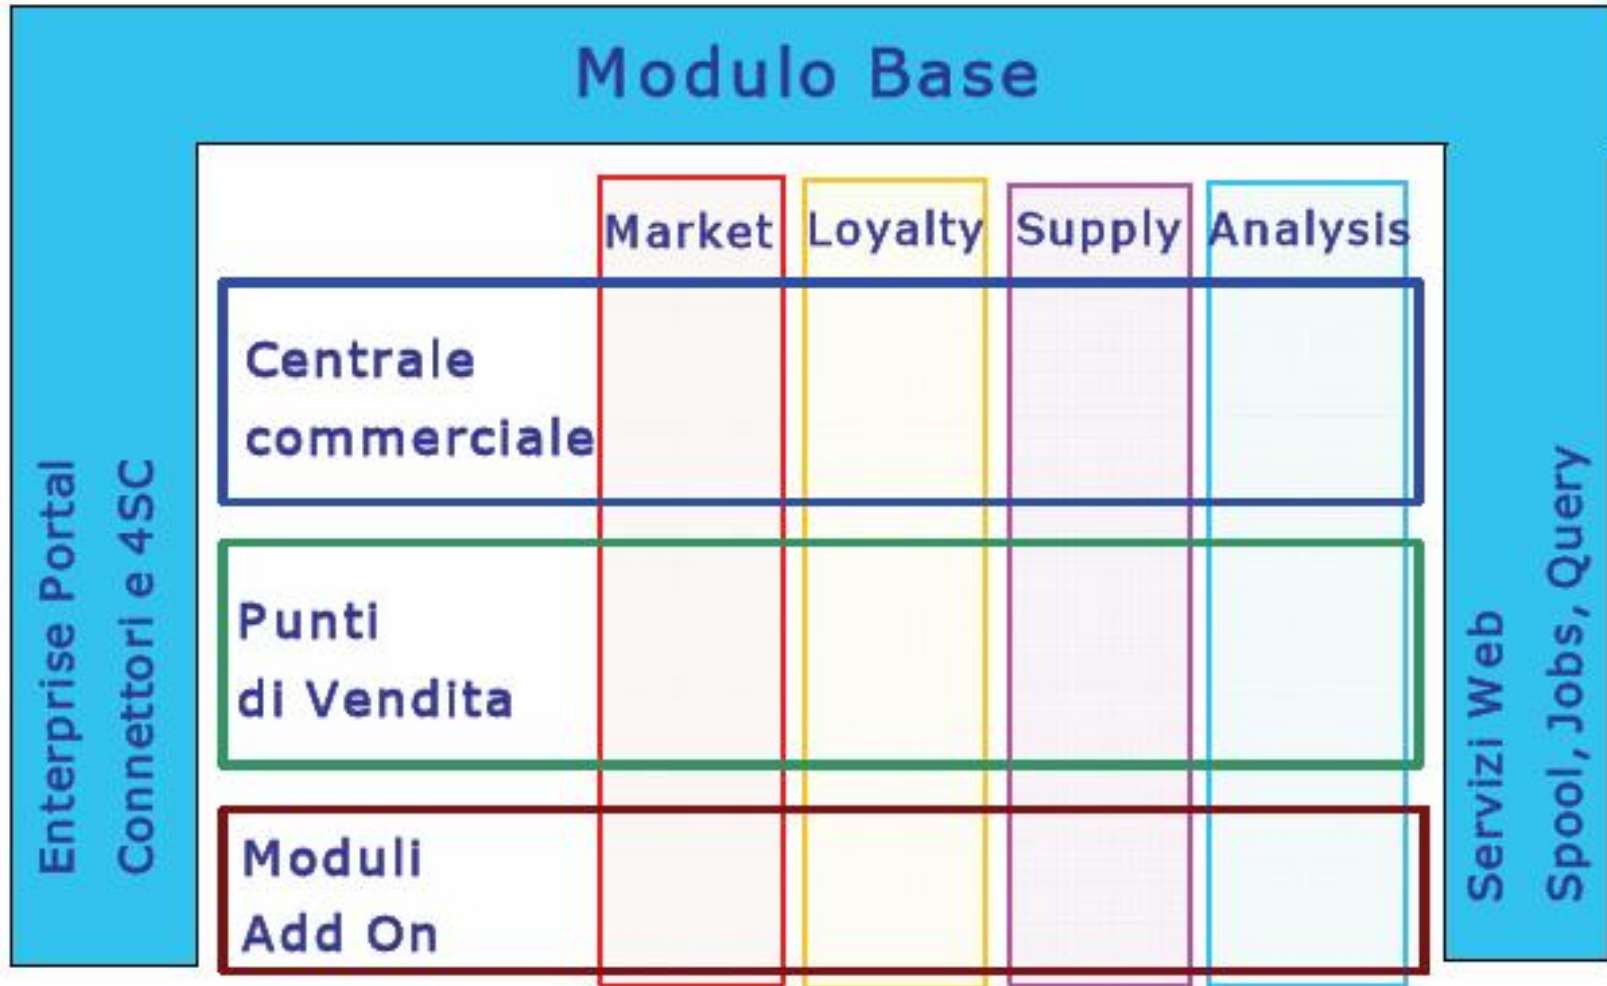 Modulo Base
Market
Loyalty
Supply
Analysis
Centrale
commerciale
Punti
di Vendita
Moduli
Add On
Enterprise Portal
Connettori e 4SC
Servizi Web
Spool, Jobs, Query